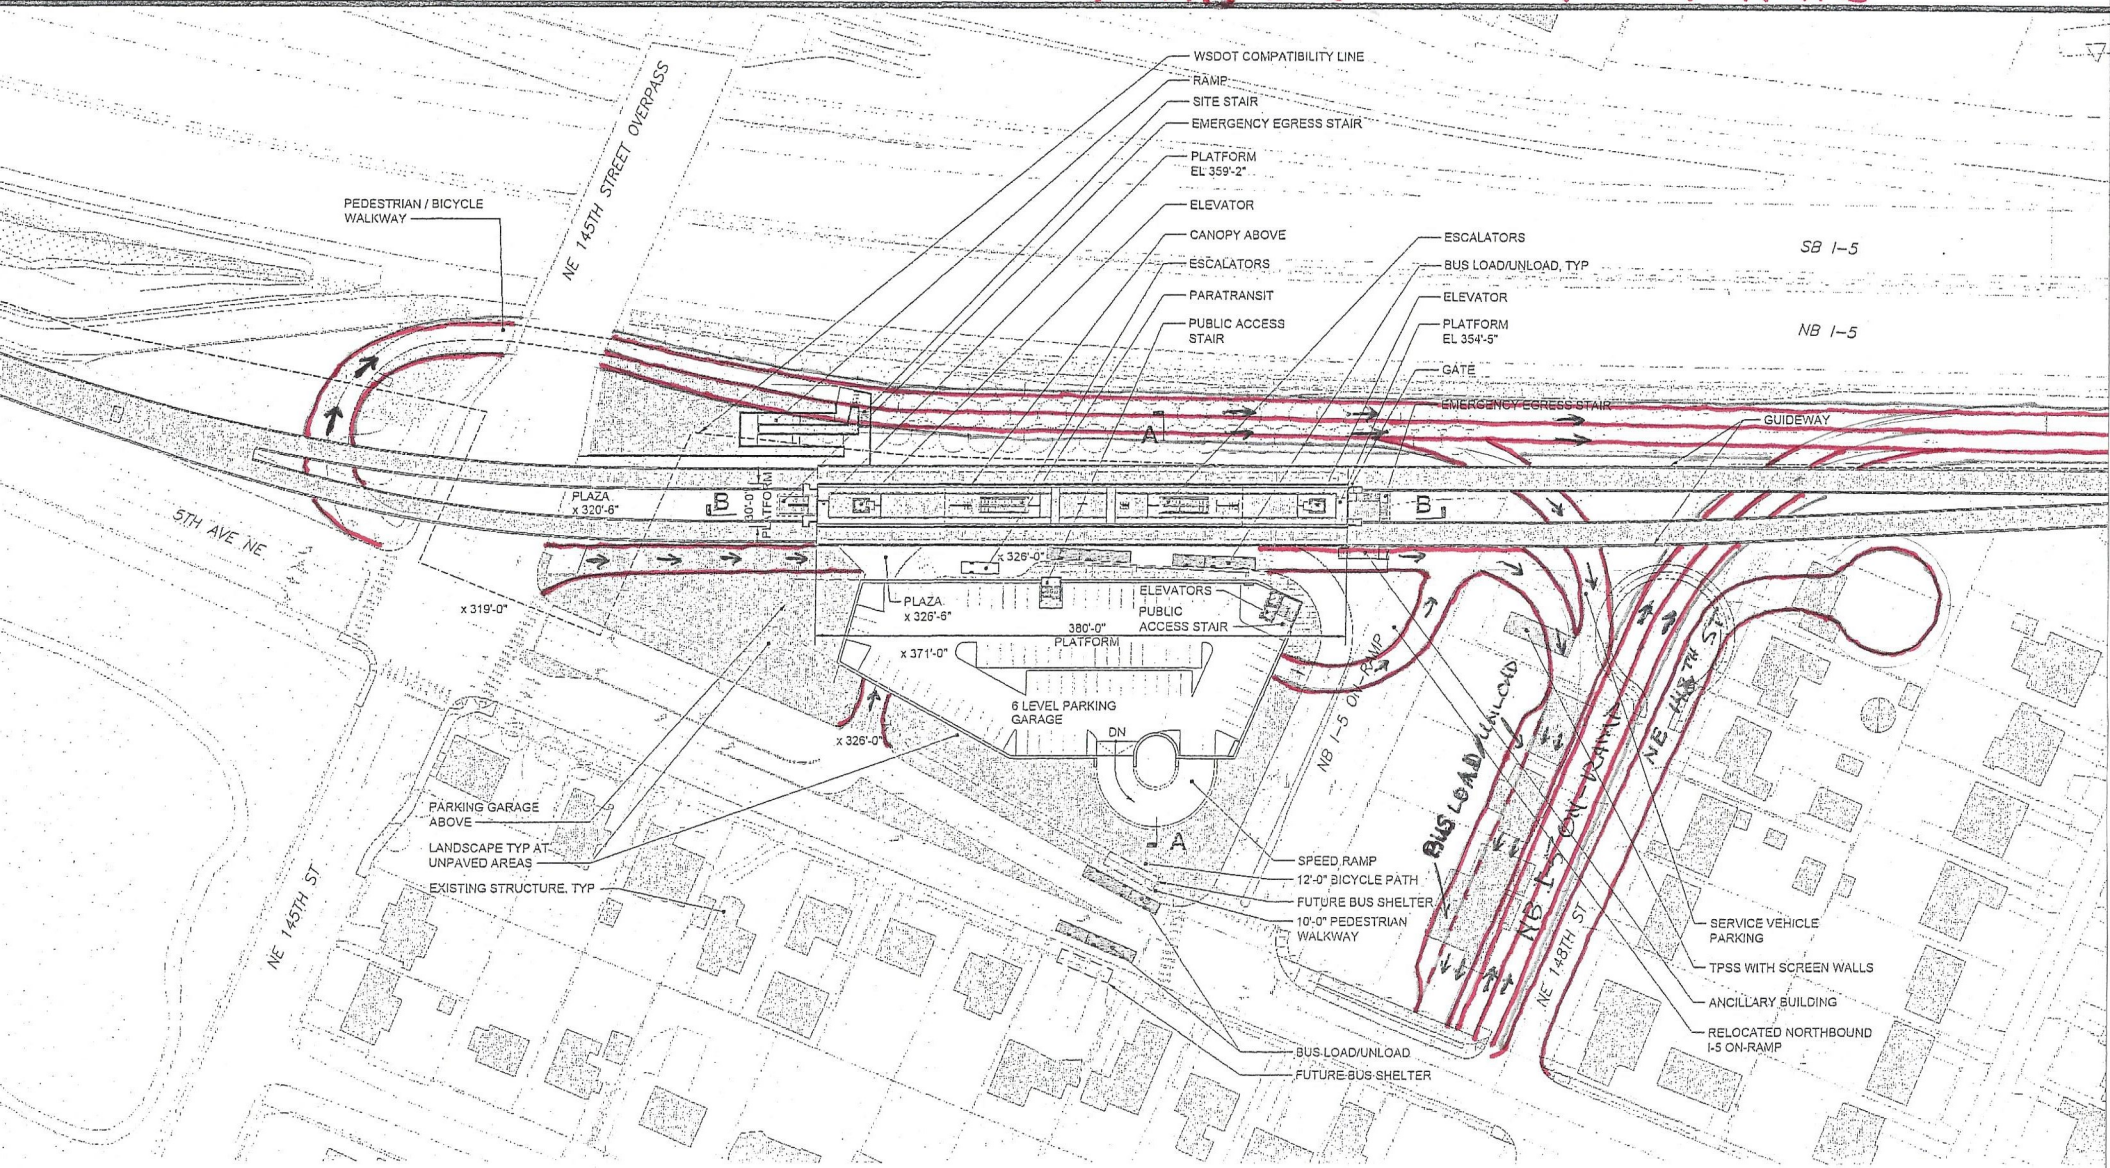 WSDOT COMPATIBILITY LINE
RAMP
SITE STAIR
EMERGENCY EGRESS STAIR
PLATFORM
EL 359'-2"
ELEVATOR
CANOPY ABOVE
ESCALATORS
PARATRANSIT
PUBLIC ACCESS
STAIR
ESCALATORS
BUS LOAD/UNLOAD, TYP
ELEVATOR
PLATFORM
EL 354'-5"
GATE
EMERGENCY EGRESS STAIR
GUIDEWAY
SB I-5
NB I-5
PEDESTRIAN / BICYCLE
WALKWAY
NE 145TH STREET OVERPASS
5TH AVE NE
PLAZA
x 320'-6"
B
30'-0"
PLATFORM
A
B
x 326'-0"
x 319'-0"
PLAZA
x 326'-6"
ELEVATORS
PUBLIC
ACCESS STAIR
380'-0"
PLATFORM
x 371'-0"
6 LEVEL PARKING
GARAGE
DN
x 326'-0"
NB I-5 ON-RAMP
BUS LOAD/UNLOAD
NB I-5 ON-RAMP
NE 148TH ST
NE 148TH ST
PARKING GARAGE
ABOVE
LANDSCAPE TYP AT
UNPAVED AREAS
EXISTING STRUCTURE, TYP
NE 145TH ST
A
SPEED RAMP
12'-0" BICYCLE PATH
FUTURE BUS SHELTER
10'-0" PEDESTRIAN
WALKWAY
BUS LOAD/UNLOAD
FUTURE BUS SHELTER
SERVICE VEHICLE
PARKING
TPSS WITH SCREEN WALLS
ANCILLARY BUILDING
RELOCATED NORTHBOUND
I-5 ON-RAMP